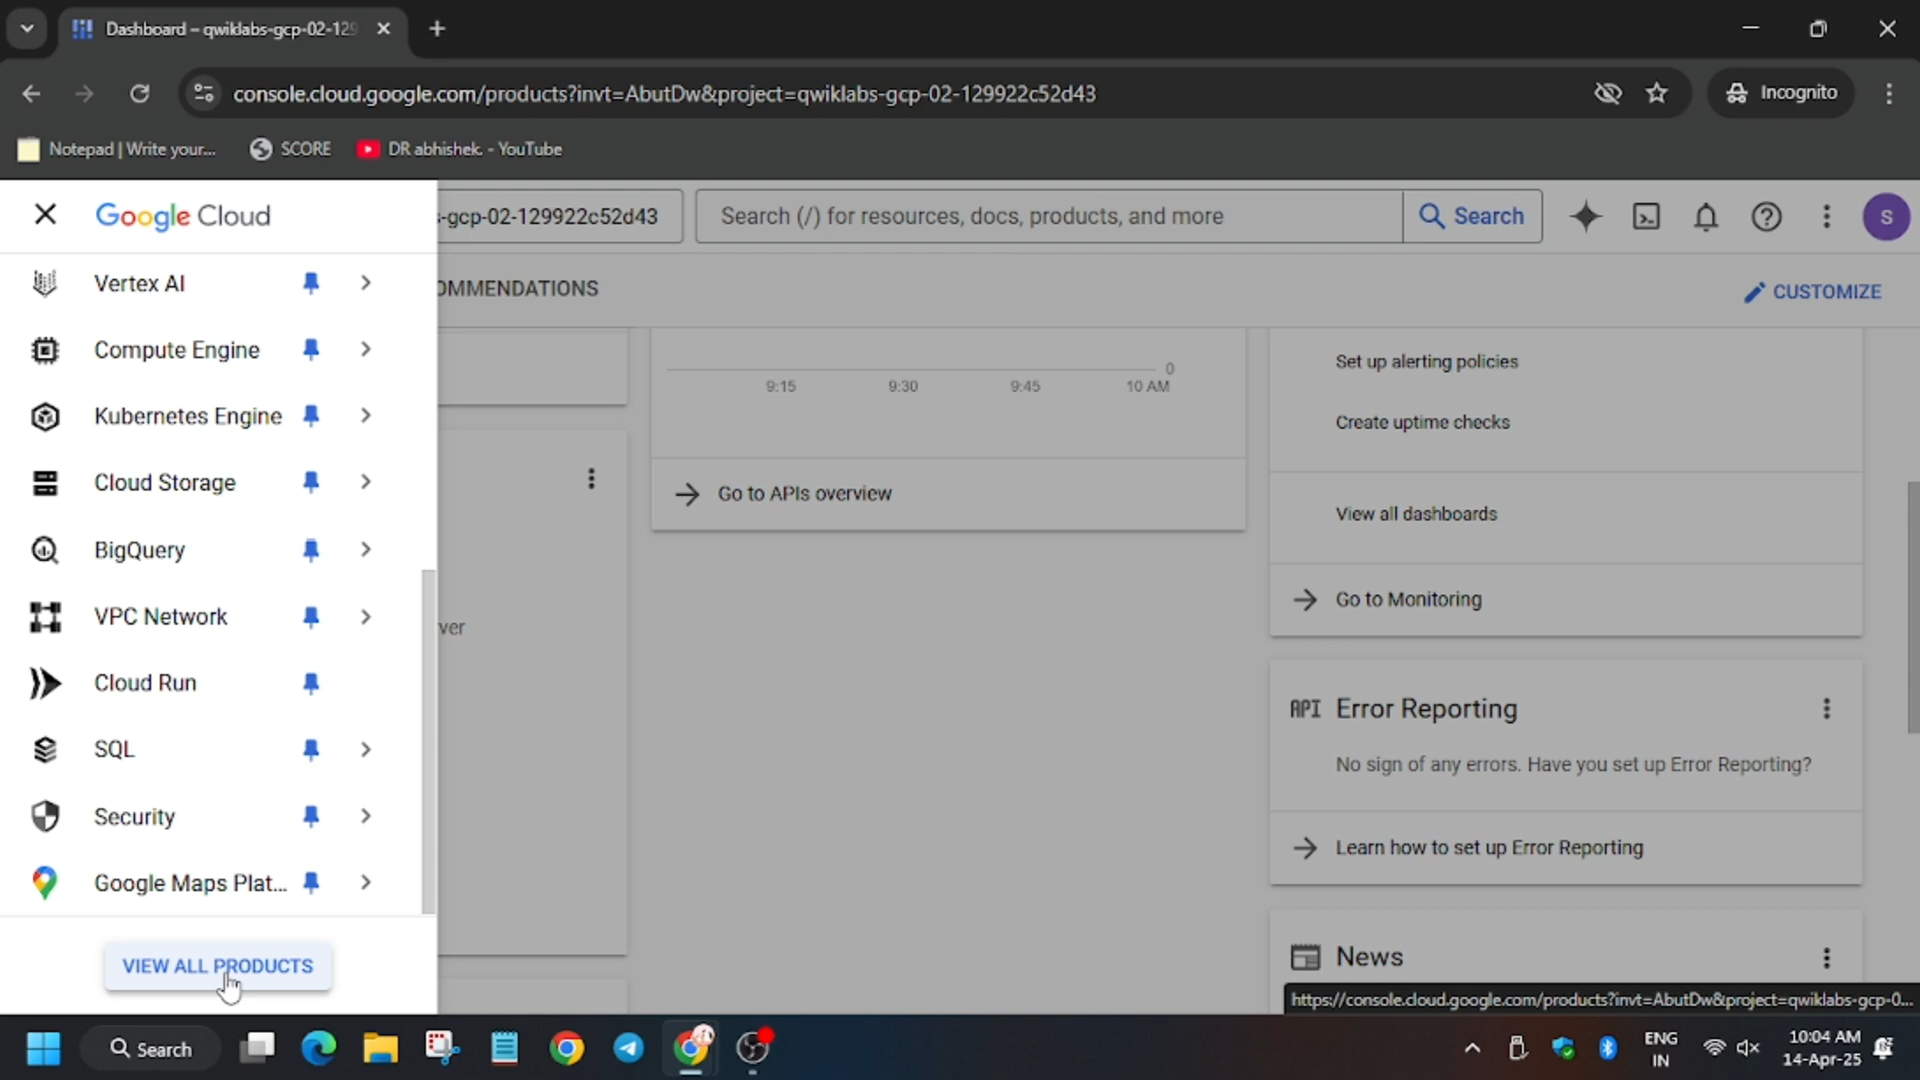 Dashboard – qwiklabs-gcp-02-129
console.cloud.google.com/products?invt=AbutDw&project=qwiklabs-gcp-02-129922c52d43
Incognito
Notepad | Write your...
SCORE
DR abhishek. - YouTube
Google Cloud
-gcp-02-129922c52d43
Search (/) for resources, docs, products, and more
Search
S
OMMENDATIONS
CUSTOMIZE
Vertex AI
Compute Engine
Kubernetes Engine
Cloud Storage
BigQuery
VPC Network
Cloud Run
SQL
Security
Google Maps Plat...
VIEW ALL PRODUCTS
ver
0
9:15
9:30
9:45
10 AM
Go to APIs overview
Set up alerting policies
Create uptime checks
View all dashboards
Go to Monitoring
API Error Reporting
No sign of any errors. Have you set up Error Reporting?
Learn how to set up Error Reporting
News
https://console.cloud.google.com/products?invt=AbutDw&project=qwiklabs-gcp-0...
Search
ENG
IN
10:04 AM
14-Apr-25